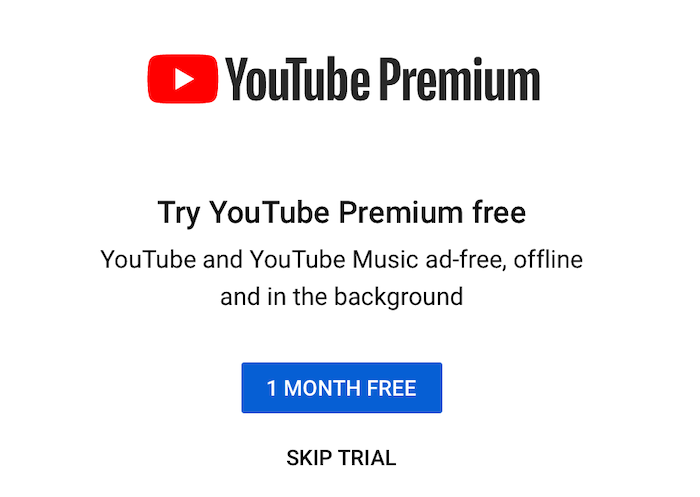 YouTube Premium
Try YouTube Premium free
YouTube and YouTube Music ad-free, offline
and in the background
1 MONTH FREE
SKIP TRIAL